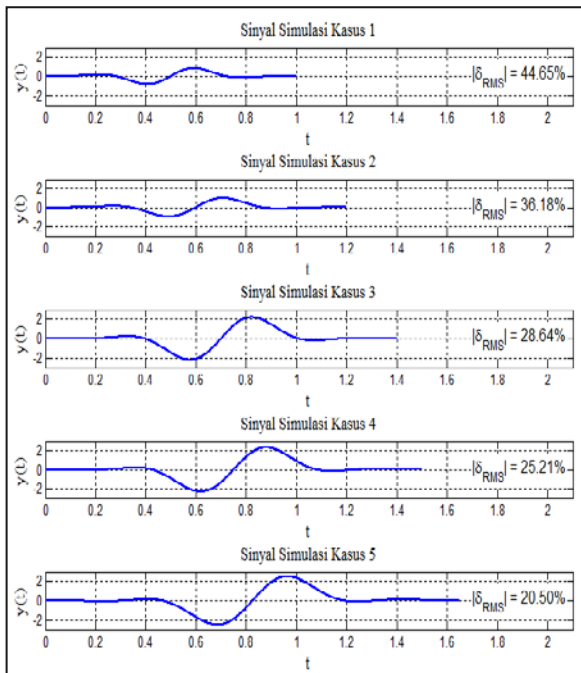 Sinyal Simulasi Kasus 1
y(t)
2
0
-2
|δRMS| = 44.65%
0 0.2 0.4 0.6 0.8 1 1.2 1.4 1.6 1.8 2
t
Sinyal Simulasi Kasus 2
y(t)
2
0
-2
|δRMS| = 36.18%
0 0.2 0.4 0.6 0.8 1 1.2 1.4 1.6 1.8 2
t
Sinyal Simulasi Kasus 3
y(t)
2
0
-2
|δRMS| = 28.64%
0 0.2 0.4 0.6 0.8 1 1.2 1.4 1.6 1.8 2
t
Sinyal Simulasi Kasus 4
y(t)
2
0
-2
|δRMS| = 25.21%
0 0.2 0.4 0.6 0.8 1 1.2 1.4 1.6 1.8 2
t
Sinyal Simulasi Kasus 5
y(t)
2
0
-2
|δRMS| = 20.50%
0 0.2 0.4 0.6 0.8 1 1.2 1.4 1.6 1.8 2
t